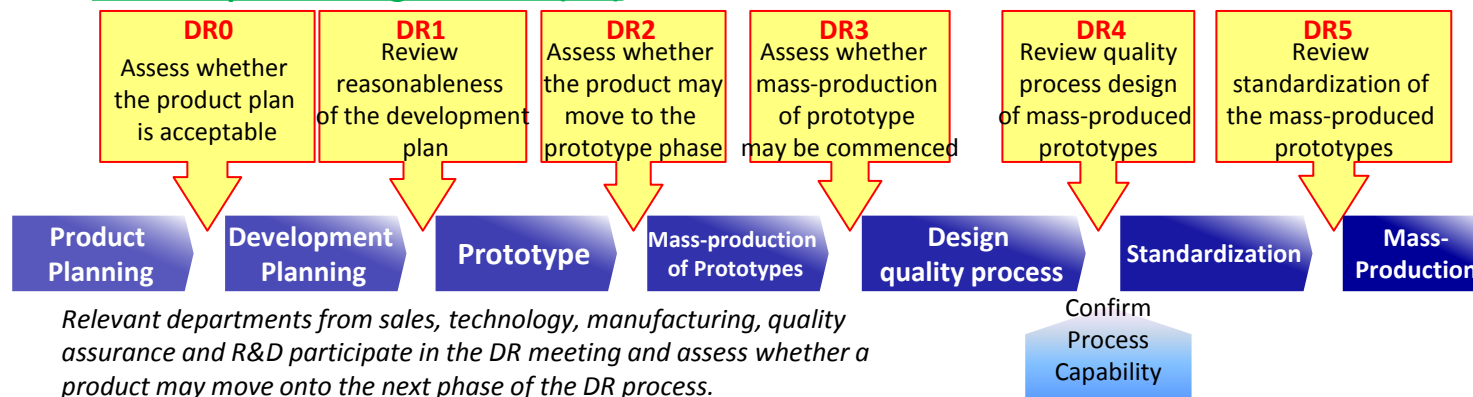 DR0
Assess whether
the product plan
is acceptable
DR1
Review
reasonableness
of the development
plan
DR2
Assess whether
the product may
move to the
prototype phase
DR3
Assess whether
mass-production
of prototype
may be commenced
DR4
Review quality
process design
of mass-produced
prototypes
DR5
Review
standardization of
the mass-produced
prototypes
Product
Planning
Development
Planning
Prototype
Mass-production
of Prototypes
Design
quality process
Standardization
Mass-
Production
Relevant departments from sales, technology, manufacturing, quality
assurance and R&D participate in the DR meeting and assess whether a
product may move onto the next phase of the DR process.
Confirm
Process
Capability